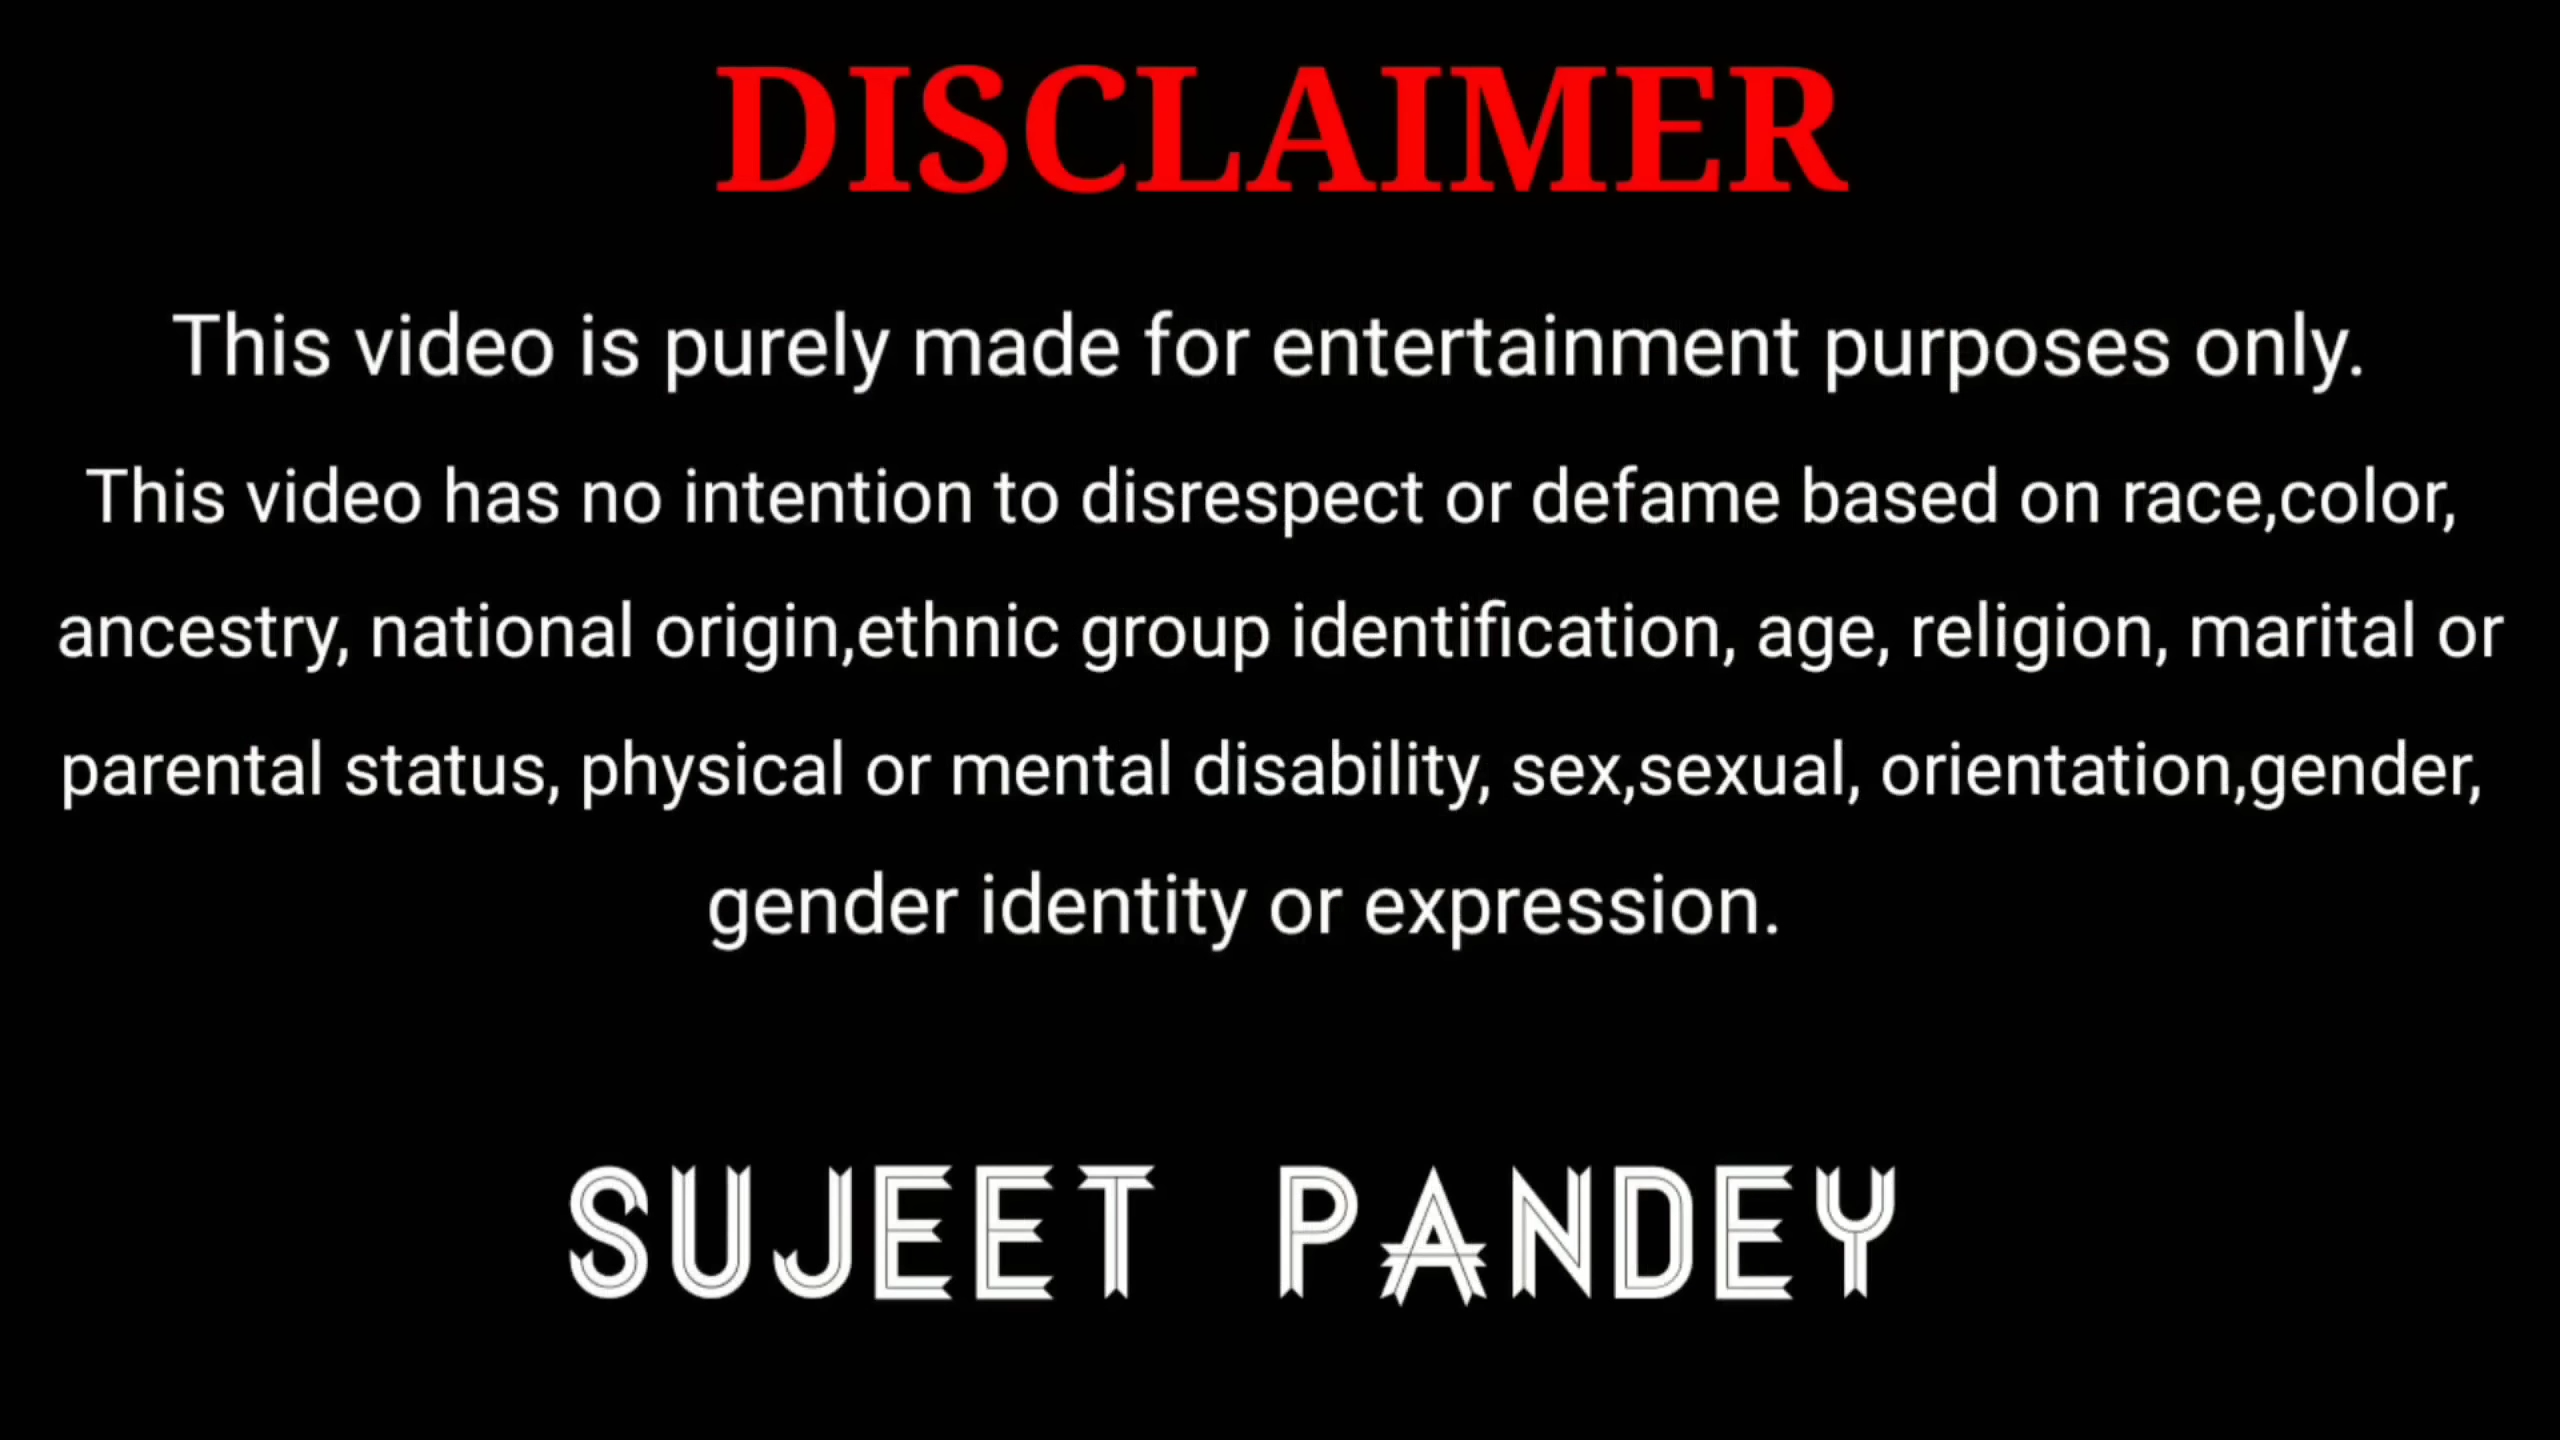 DISCLAIMER
This video is purely made for entertainment purposes only.
This video has no intention to disrespect or defame based on race,color,
ancestry, national origin,ethnic group identification, age, religion, marital or
parental status, physical or mental disability, sex,sexual, orientation,gender,
gender identity or expression.
SUJEET PANDEY